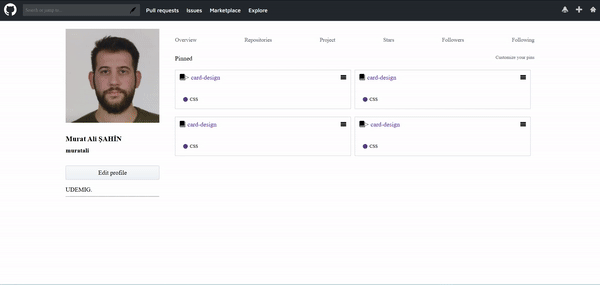 Search or jump to...
Pull requests Issues Marketplace Explore
Overview Repositories Project Stars Followers Following
Pinned Customize your pins
> card-design
card-design
CSS
CSS
card-design
> card-design
CSS
CSS
Murat Ali ŞAHİN
muratali
Edit profile
UDEMIG.